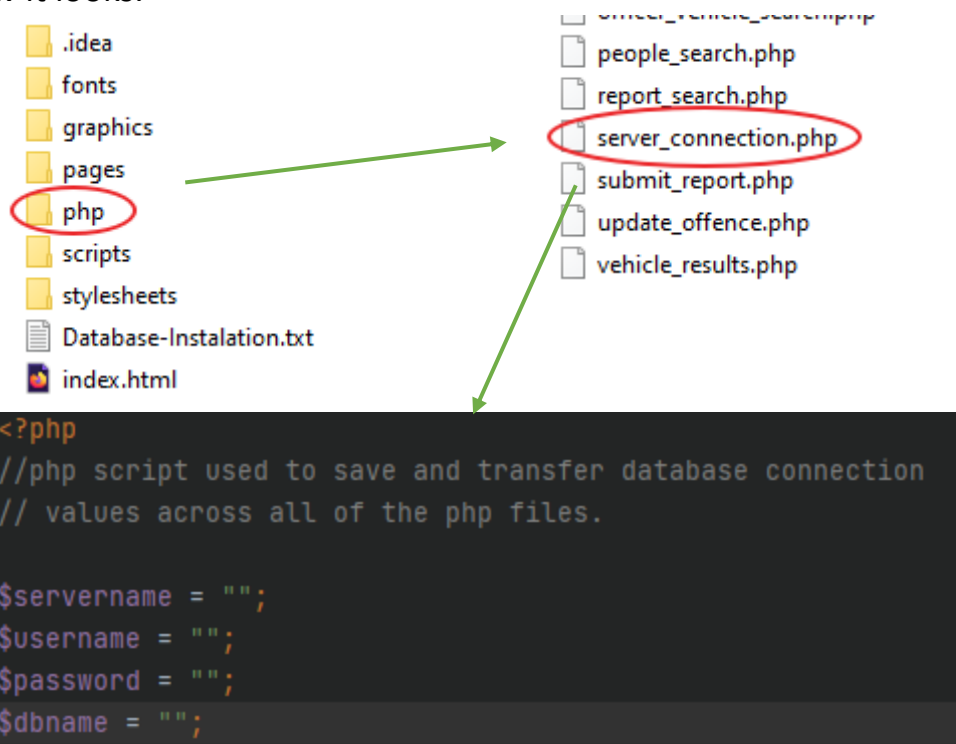 .idea
fonts
graphics
pages
php
scripts
stylesheets
Database-Instalation.txt
index.html
officer_vehicle_search.php
people_search.php
report_search.php
server_connection.php
submit_report.php
update_offence.php
vehicle_results.php
<?php
//php script used to save and transfer database connection
// values across all of the php files.
$servername = "";
$username = "";
$password = "";
$dbname = "";